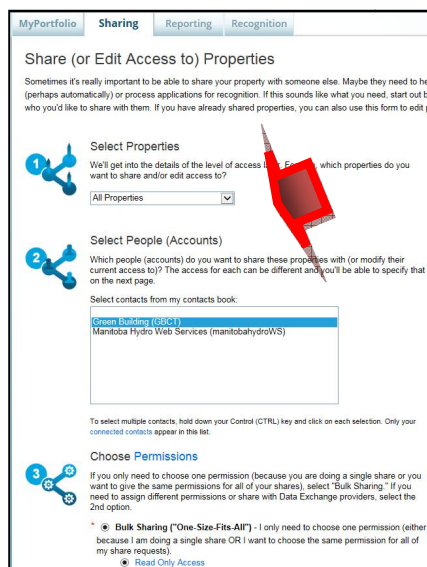 MyPortfolio Sharing Reporting Recognition
Share (or Edit Access to) Properties
Sometimes it's really important to be able to share your property with someone else. Maybe they need to he
(perhaps automatically) or process applications for recognition. If this sounds like what you need, start out b
who you'd like to share with them. If you have already shared properties, you can also use this form to edit p
1
Select Properties
We'll get into the details of the level of access which properties do you
want to share and/or edit access to?
All Properties
2
Select People (Accounts)
Which people (accounts) do you want to share these properties with (or modify their
current access to)? The access for each can be different and you'll be able to specify that
on the next page.
Select contacts from my contacts book:
Green Building (GBCT)
Manitoba Hydro Web Services (manitobahydroWS)
To select multiple contacts, hold down your Control (CTRL) key and click on each selection. Only your
connected contacts appear in this list.
3
Choose Permissions
If you only need to choose one permission (because you are doing a single share or you
want to give the same permissions for all of your shares), select "Bulk Sharing." If you
need to assign different permissions or share with Data Exchange providers, select the
2nd option.
* Bulk Sharing ("One-Size-Fits-All") - I only need to choose one permission (either
because I am doing a single share OR I want to choose the same permission for all of
my share requests).
Read Only Access